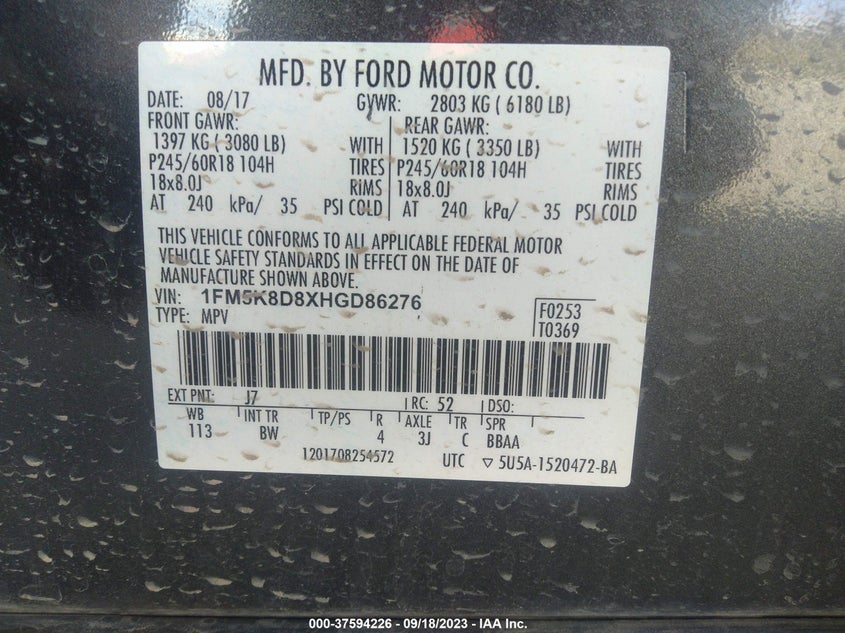 MFD. BY FORD MOTOR CO.
DATE: 08/17 GVWR: 2803 KG ( 6180 LB)
FRONT GAWR: REAR GAWR:
1397 KG ( 3080 LB) WITH 1520 KG ( 3350 LB) WITH
P245/60R18 104H TIRES P245/60R18 104H TIRES
18x8.0J RIMS 18x8.0J RIMS
AT 240 kPa/ 35 PSI COLD AT 240 kPa/ 35 PSI COLD
THIS VEHICLE CONFORMS TO ALL APPLICABLE FEDERAL MOTOR
VEHICLE SAFETY STANDARDS IN EFFECT ON THE DATE OF
MANUFACTURE SHOWN ABOVE.
VIN: 1FM5K8D8XHGD86276 F0253
TYPE: MPV T0369
EXT PNT: J7 RC: 52 DSO:
WB INT TR TP/PS R AXLE TR SPR
113 BW 4 3J C BBAA
1201708254572 UTC ▽ 5U5A-1520472-BA
000-37594226 - 09/18/2023 - IAA Inc.